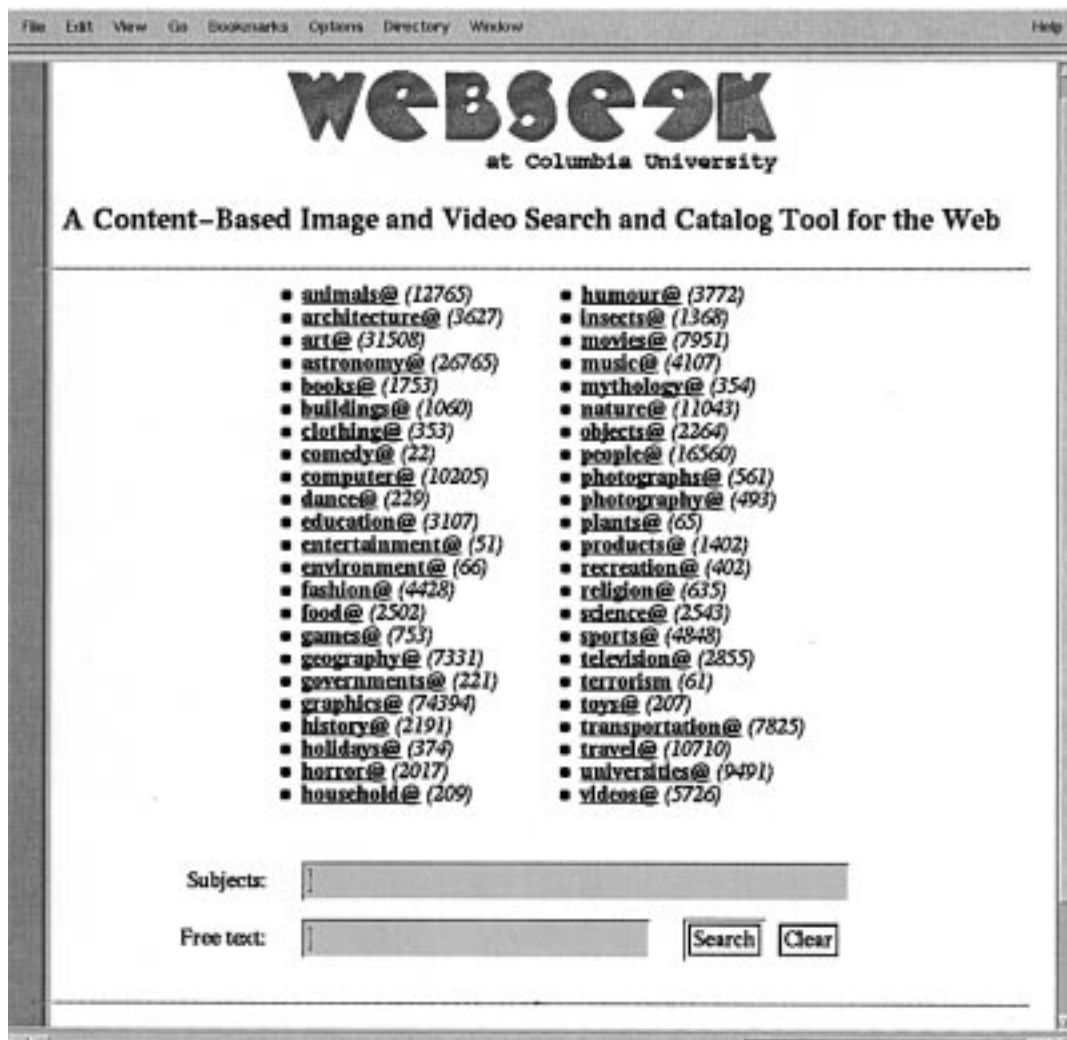 File Edit View Go Bookmarks Options Directory Window Help
WEBSEEK
at Columbia University
A Content-Based Image and Video Search and Catalog Tool for the Web
animals@ (12765)
architecture@ (3627)
art@ (31508)
astronomy@ (26765)
books@ (1753)
buildings@ (1060)
clothing@ (353)
comedy@ (22)
computer@ (10205)
dance@ (229)
education@ (3107)
entertainment@ (51)
environment@ (66)
fashion@ (4428)
food@ (2502)
games@ (753)
geography@ (7331)
governments@ (221)
graphics@ (74394)
history@ (2191)
holidays@ (374)
horror@ (2017)
household@ (209)
humour@ (3772)
insects@ (1368)
movies@ (7951)
music@ (4107)
mythology@ (354)
nature@ (11043)
objects@ (2264)
people@ (16560)
photographs@ (561)
photography@ (493)
plants@ (65)
products@ (1402)
recreation@ (402)
religion@ (635)
science@ (2543)
sports@ (4848)
television@ (2855)
terrorism (61)
toys@ (207)
transportation@ (7825)
travel@ (10710)
universities@ (9491)
videos@ (5726)
Subjects:
Free text: Search Clear